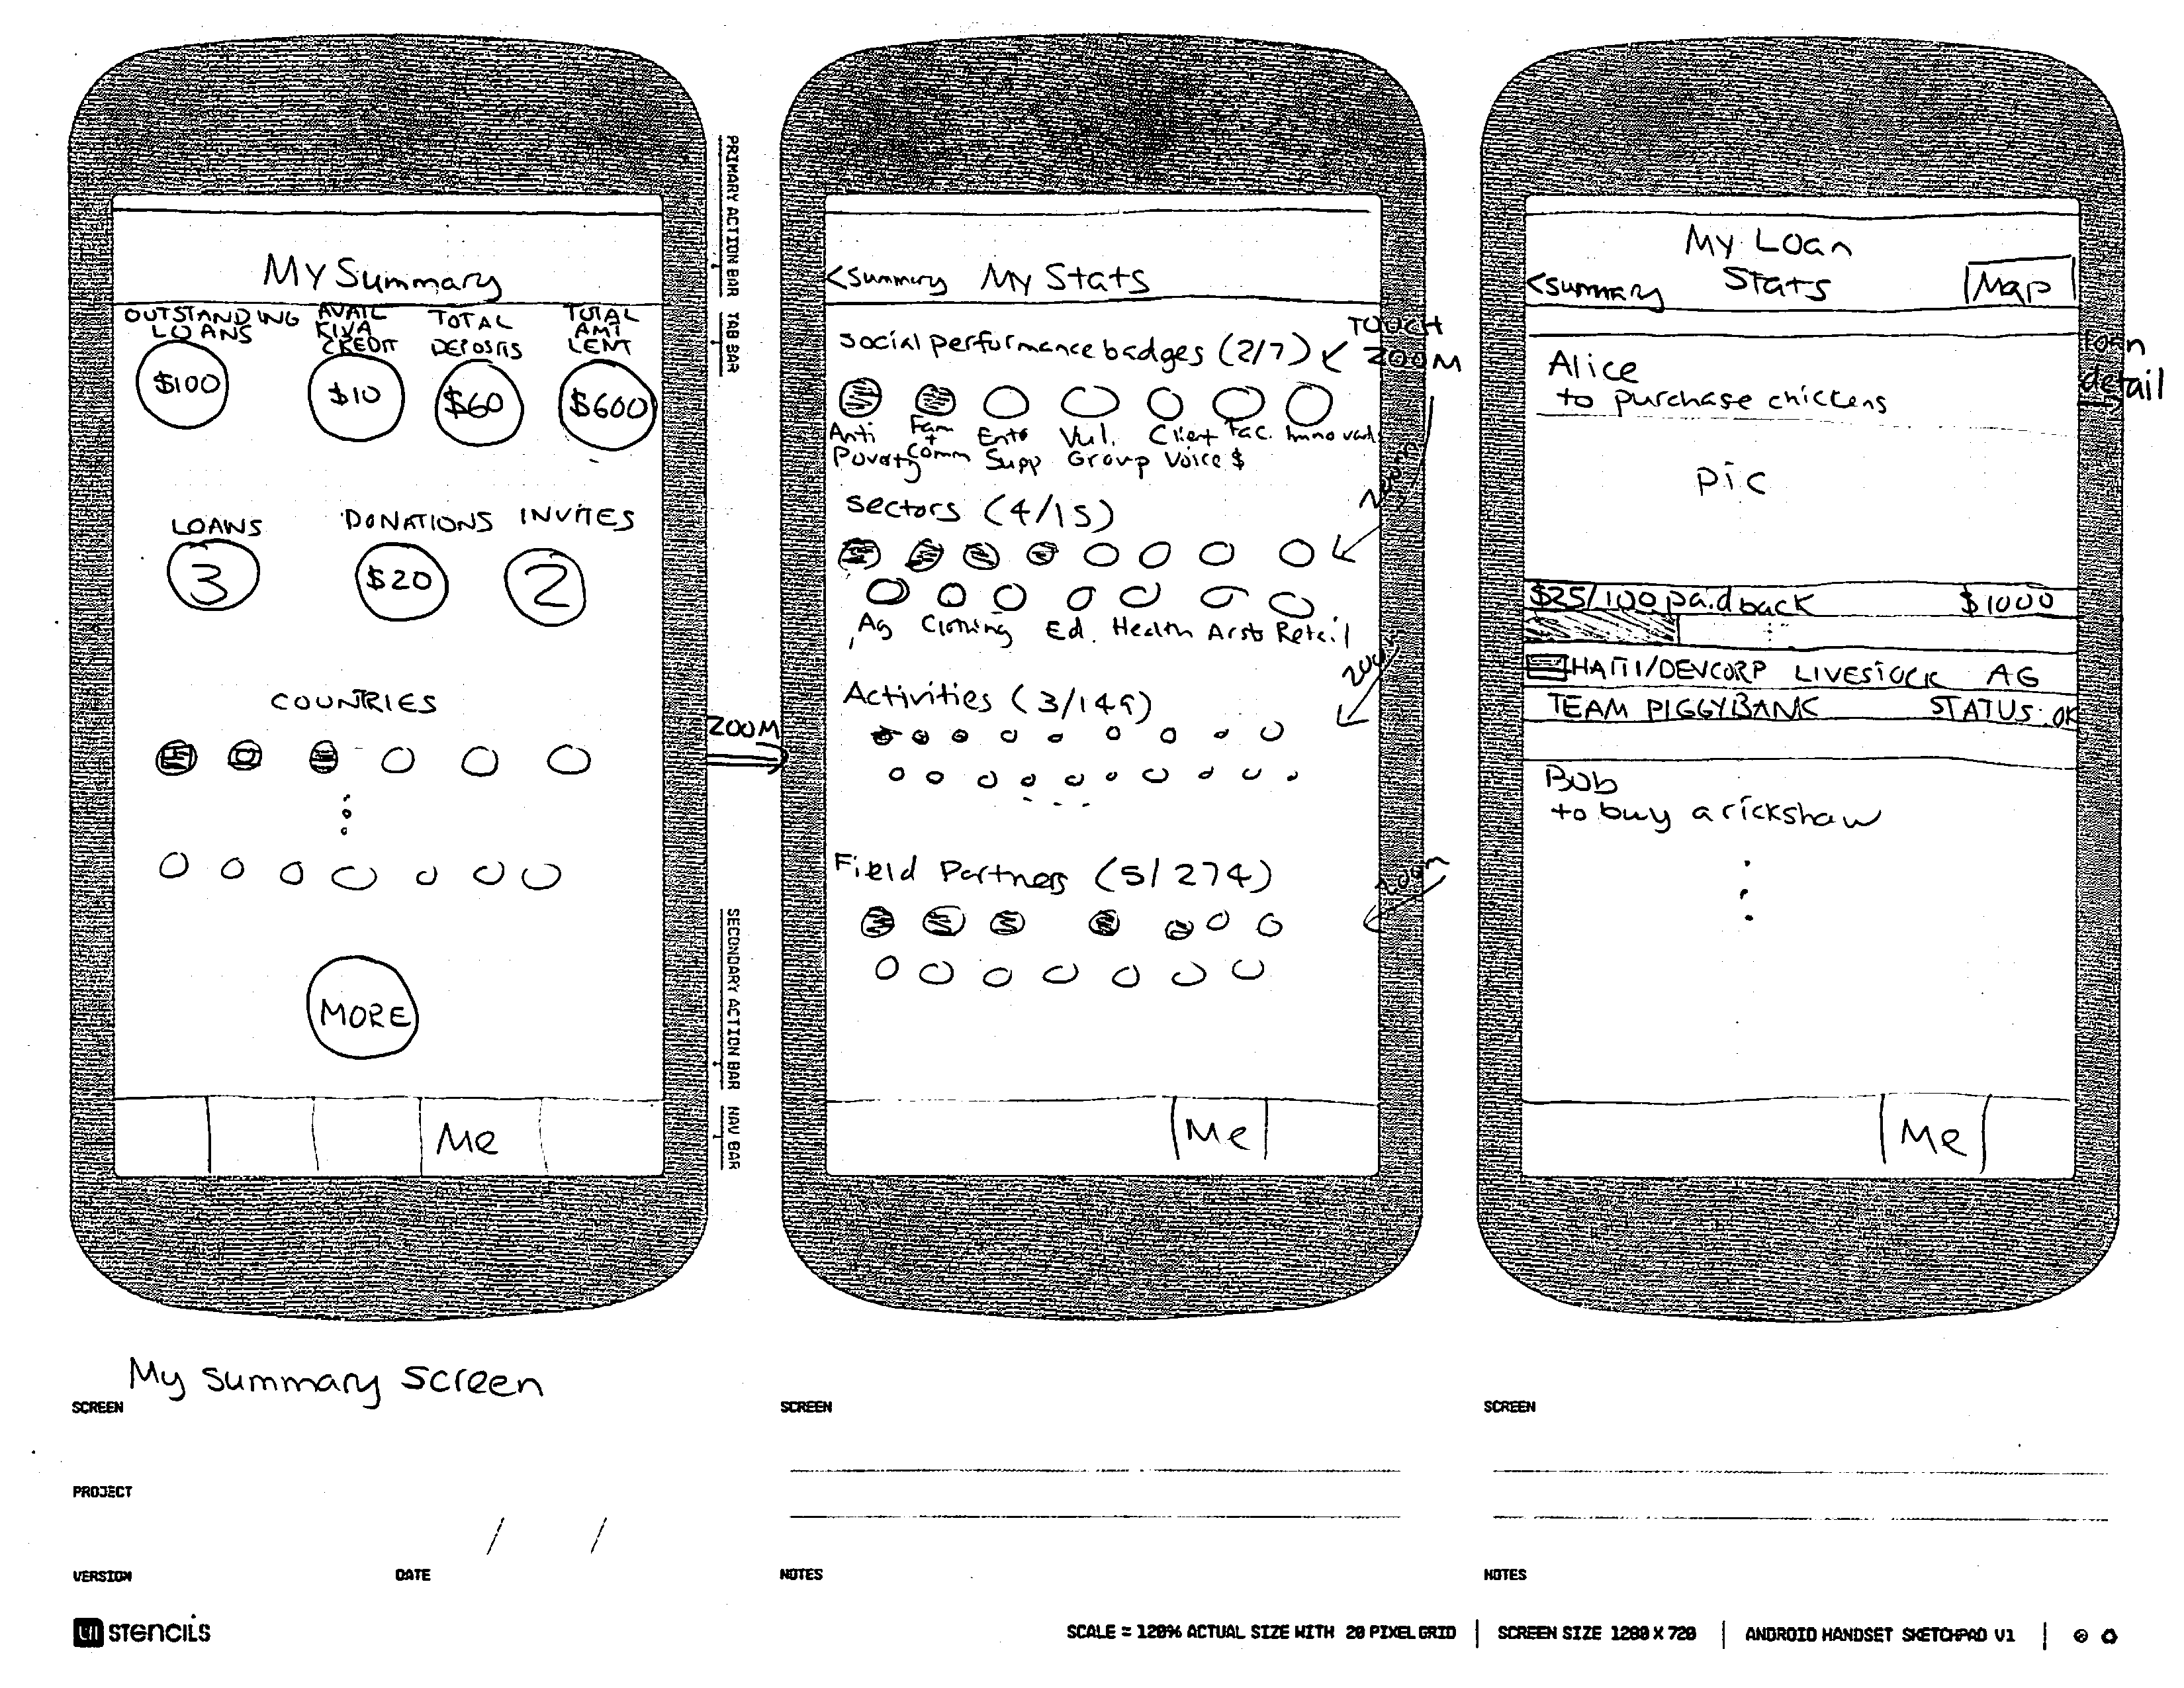 My Summary
OUTSTANDING LOANS
AVAIL KIVA CREDIT
TOTAL DEPOSITS
TOTAL AMT LENT
$100
$10
$60
$600
LOANS
DONATIONS
INVITES
3
$20
2
COUNTRIES
MORE
Me
PRIMARY ACTION BAR
TAB BAR
ZOOM
SECONDARY ACTION BAR
NAV BAR
<Summary My Stats
social performance badges (2/7)
TOUCH ZOOM
Anti Poverty
Fam + Comm
Ent Supp
Vul. Group
Client Voice
Fac. $
Innovat
zoom
sectors (4/15)
Ag Clothing Ed. Health Arts Retail
zoom
Activities (3/149)
Field Partners (5/274)
zoom
Me
My Loan
<Summary Stats Map
loan detail
Alice
to purchase chickens
pic
$25/100 paid back $1000
HAITI/DEVCORP LIVESTOCK AG
TEAM PIGGYBANK STATUS: OK
Bob
to buy a rickshaw
Me
My summary screen
SCREEN
SCREEN
SCREEN
PROJECT
/ /
VERSION
DATE
NOTES
NOTES
UI STENCILS
SCALE = 120% ACTUAL SIZE WITH 20 PIXEL GRID | SCREEN SIZE 1280 X 720 | ANDROID HANDSET SKETCHPAD V1 |